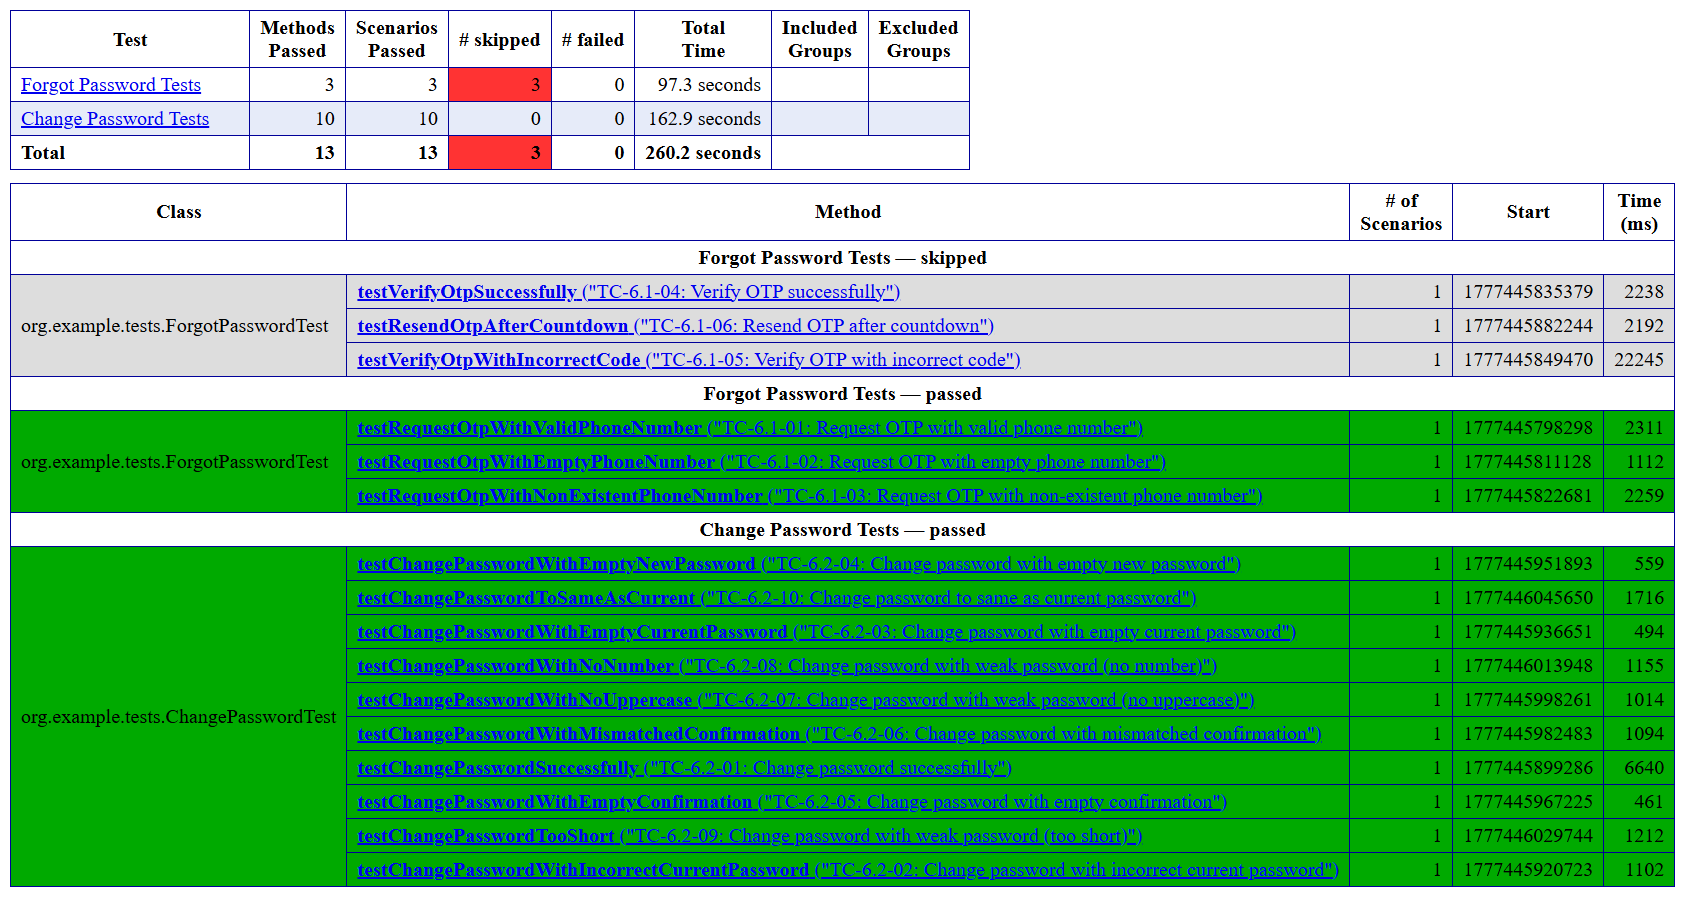 Test Methods Passed Scenarios Passed # skipped # failed Total Time Included Groups Excluded Groups
Forgot Password Tests 3 3 3 0 97.3 seconds
Change Password Tests 10 10 0 0 162.9 seconds
Total 13 13 3 0 260.2 seconds
Class Method # of Scenarios Start Time (ms)
Forgot Password Tests — skipped
org.example.tests.ForgotPasswordTest
testVerifyOtpSuccessfully ("TC-6.1-04: Verify OTP successfully") 1 1777445835379 2238
testResendOtpAfterCountdown ("TC-6.1-06: Resend OTP after countdown") 1 1777445882244 2192
testVerifyOtpWithIncorrectCode ("TC-6.1-05: Verify OTP with incorrect code") 1 1777445849470 22245
Forgot Password Tests — passed
org.example.tests.ForgotPasswordTest
testRequestOtpWithValidPhoneNumber ("TC-6.1-01: Request OTP with valid phone number") 1 1777445798298 2311
testRequestOtpWithEmptyPhoneNumber ("TC-6.1-02: Request OTP with empty phone number") 1 1777445811128 1112
testRequestOtpWithNonExistentPhoneNumber ("TC-6.1-03: Request OTP with non-existent phone number") 1 1777445822681 2259
Change Password Tests — passed
org.example.tests.ChangePasswordTest
testChangePasswordWithEmptyNewPassword ("TC-6.2-04: Change password with empty new password") 1 1777445951893 559
testChangePasswordToSameAsCurrent ("TC-6.2-10: Change password to same as current password") 1 1777446045650 1716
testChangePasswordWithEmptyCurrentPassword ("TC-6.2-03: Change password with empty current password") 1 1777445936651 494
testChangePasswordWithNoNumber ("TC-6.2-08: Change password with weak password (no number)") 1 1777446013948 1155
testChangePasswordWithNoUppercase ("TC-6.2-07: Change password with weak password (no uppercase)") 1 1777445998261 1014
testChangePasswordWithMismatchedConfirmation ("TC-6.2-06: Change password with mismatched confirmation") 1 1777445982483 1094
testChangePasswordSuccessfully ("TC-6.2-01: Change password successfully") 1 1777445899286 6640
testChangePasswordWithEmptyConfirmation ("TC-6.2-05: Change password with empty confirmation") 1 1777445967225 461
testChangePasswordTooShort ("TC-6.2-09: Change password with weak password (too short)") 1 1777446029744 1212
testChangePasswordWithIncorrectCurrentPassword ("TC-6.2-02: Change password with incorrect current password") 1 1777445920723 1102